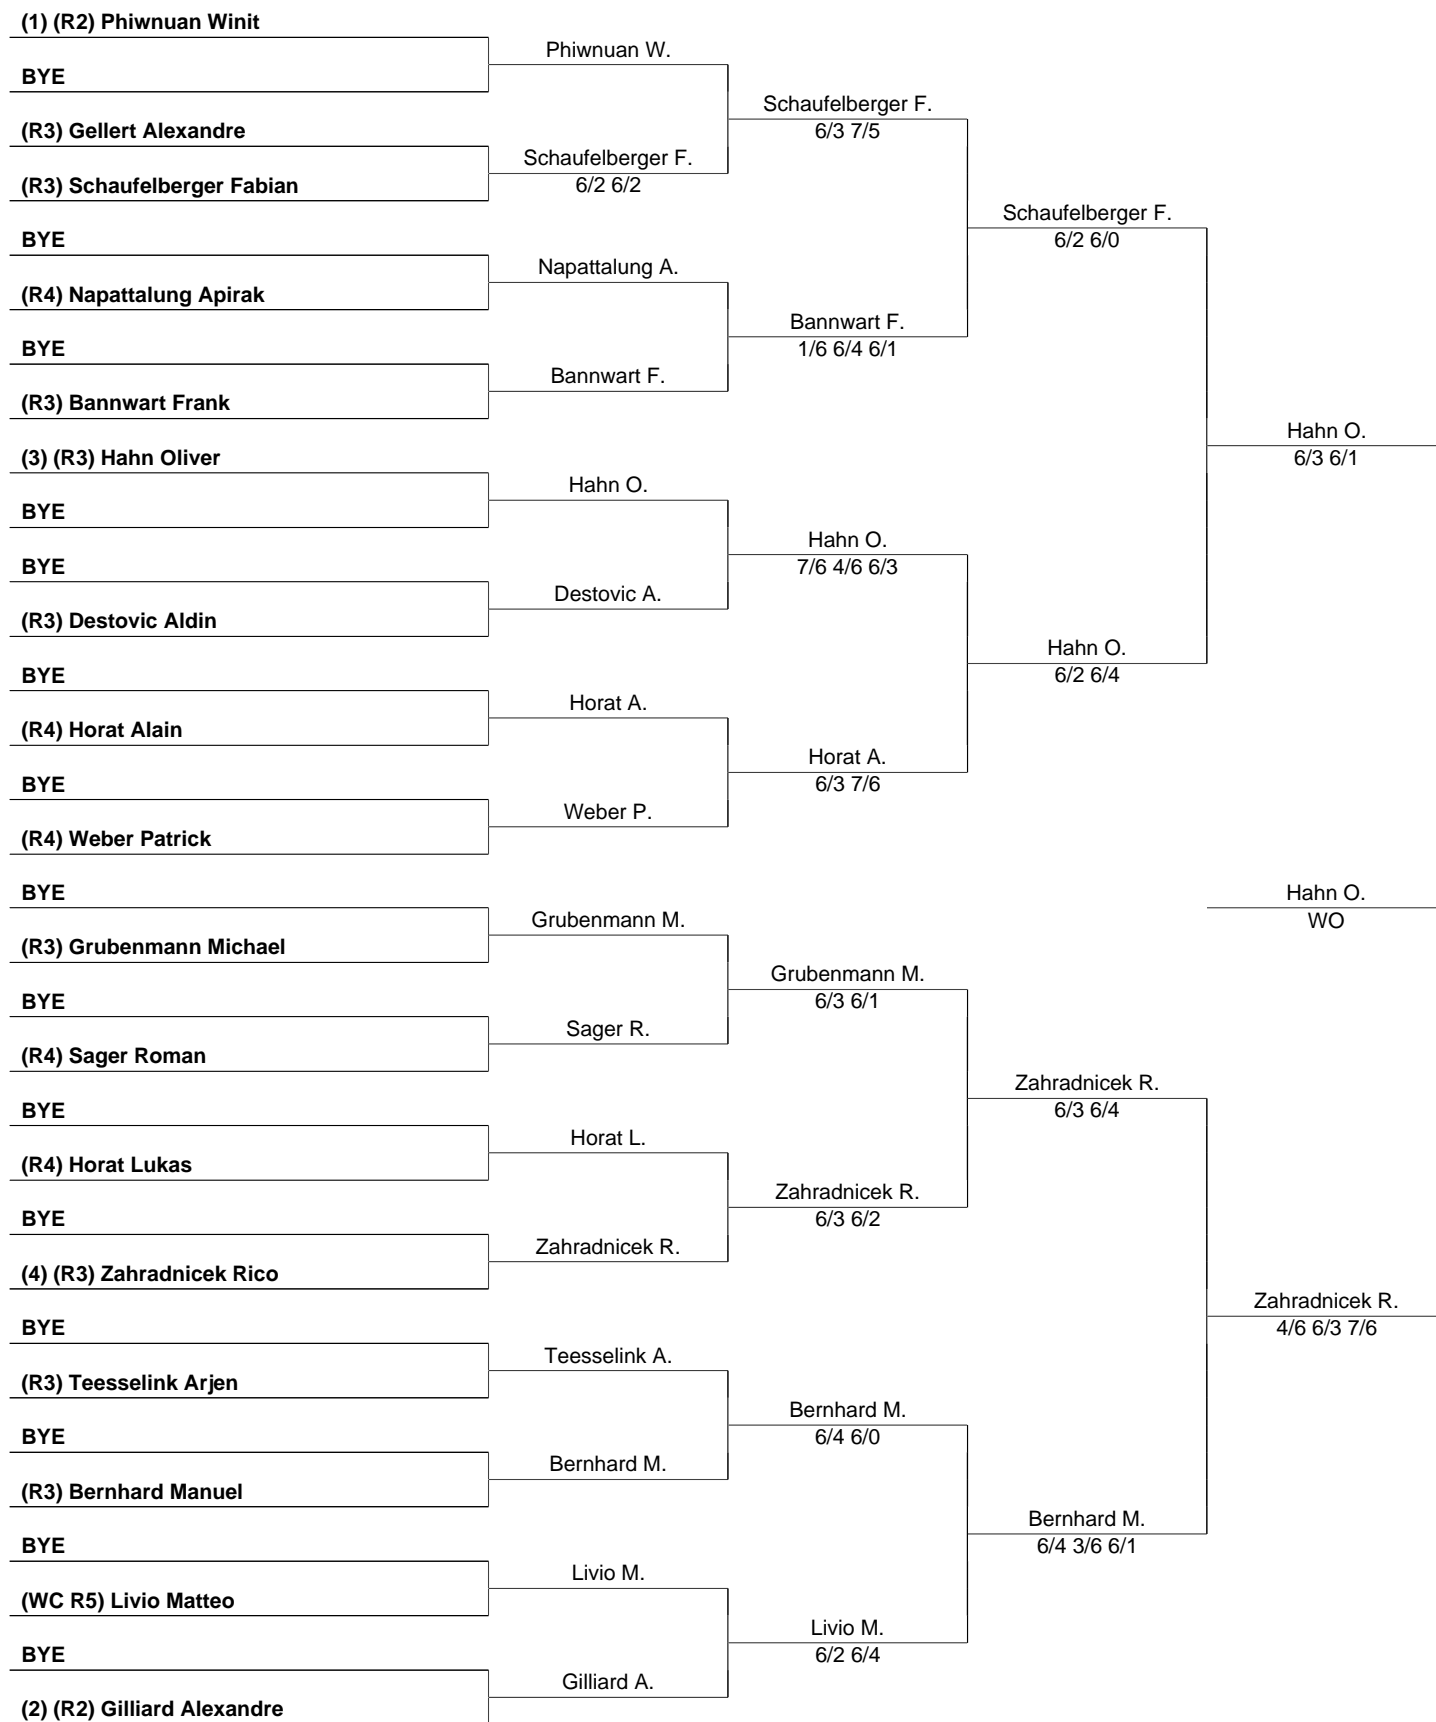 (1) (R2) Phiwnuan Winit
Phiwnuan W.
BYE
Schaufelberger F.
6/3 7/5
(R3) Gellert Alexandre
Schaufelberger F.
6/2 6/2
(R3) Schaufelberger Fabian
Schaufelberger F.
6/2 6/0
BYE
Napattalung A.
(R4) Napattalung Apirak
Bannwart F.
1/6 6/4 6/1
BYE
Bannwart F.
(R3) Bannwart Frank
Hahn O.
6/3 6/1
(3) (R3) Hahn Oliver
Hahn O.
BYE
Hahn O.
7/6 4/6 6/3
BYE
Destovic A.
(R3) Destovic Aldin
Hahn O.
6/2 6/4
BYE
Horat A.
(R4) Horat Alain
Horat A.
6/3 7/6
BYE
Weber P.
(R4) Weber Patrick
BYE
Hahn O.
WO
Grubenmann M.
(R3) Grubenmann Michael
Grubenmann M.
6/3 6/1
BYE
Sager R.
(R4) Sager Roman
Zahradnicek R.
6/3 6/4
BYE
Horat L.
(R4) Horat Lukas
Zahradnicek R.
6/3 6/2
BYE
Zahradnicek R.
(4) (R3) Zahradnicek Rico
Zahradnicek R.
4/6 6/3 7/6
BYE
Teesselink A.
(R3) Teesselink Arjen
Bernhard M.
6/4 6/0
BYE
Bernhard M.
(R3) Bernhard Manuel
Bernhard M.
6/4 3/6 6/1
BYE
Livio M.
(WC R5) Livio Matteo
Livio M.
6/2 6/4
BYE
Gilliard A.
(2) (R2) Gilliard Alexandre